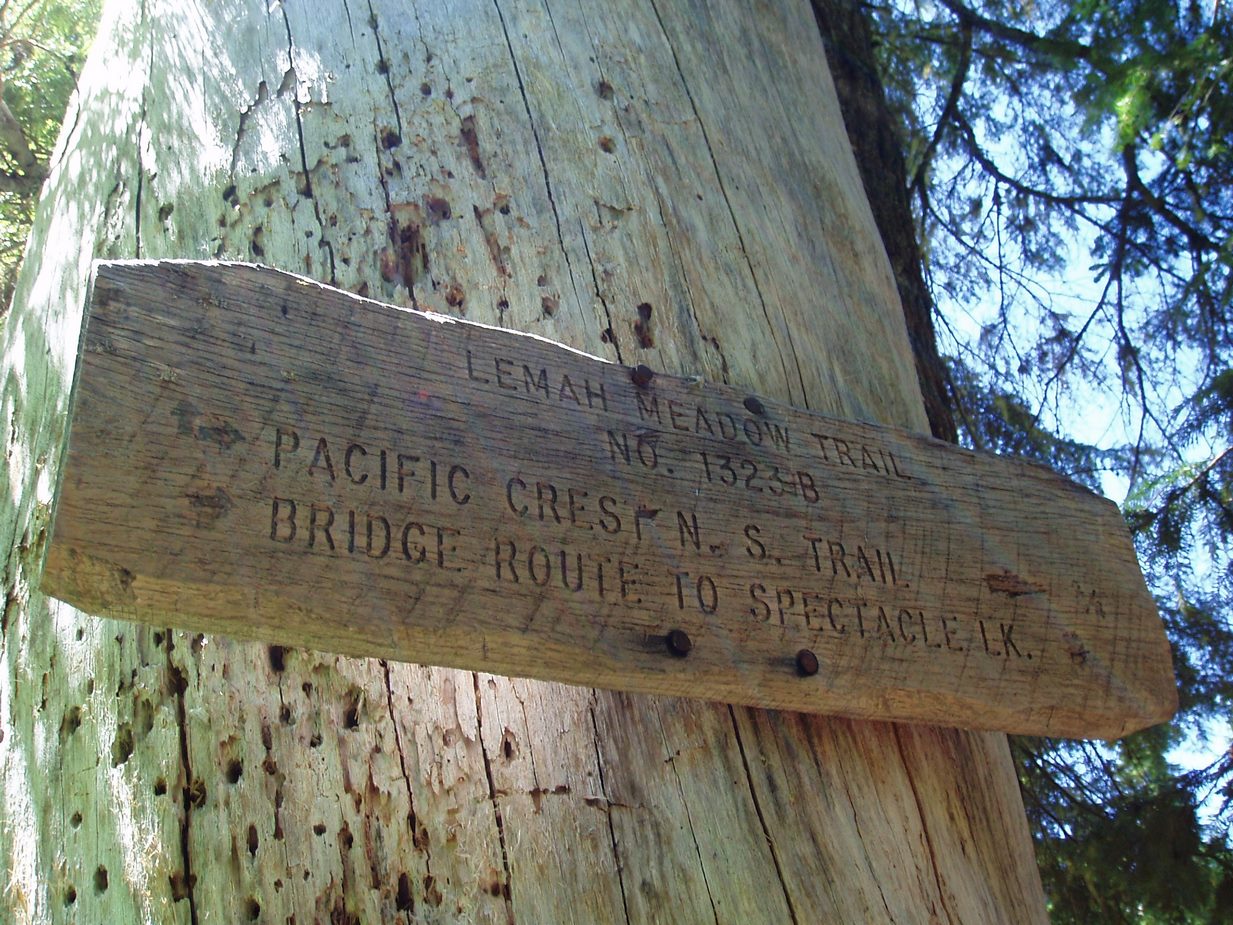 LEMAH MEADOW TRAIL
NO. 1323-B
PACIFIC CREST N. S. TRAIL.
BRIDGE ROUTE TO SPECTACLE LK.